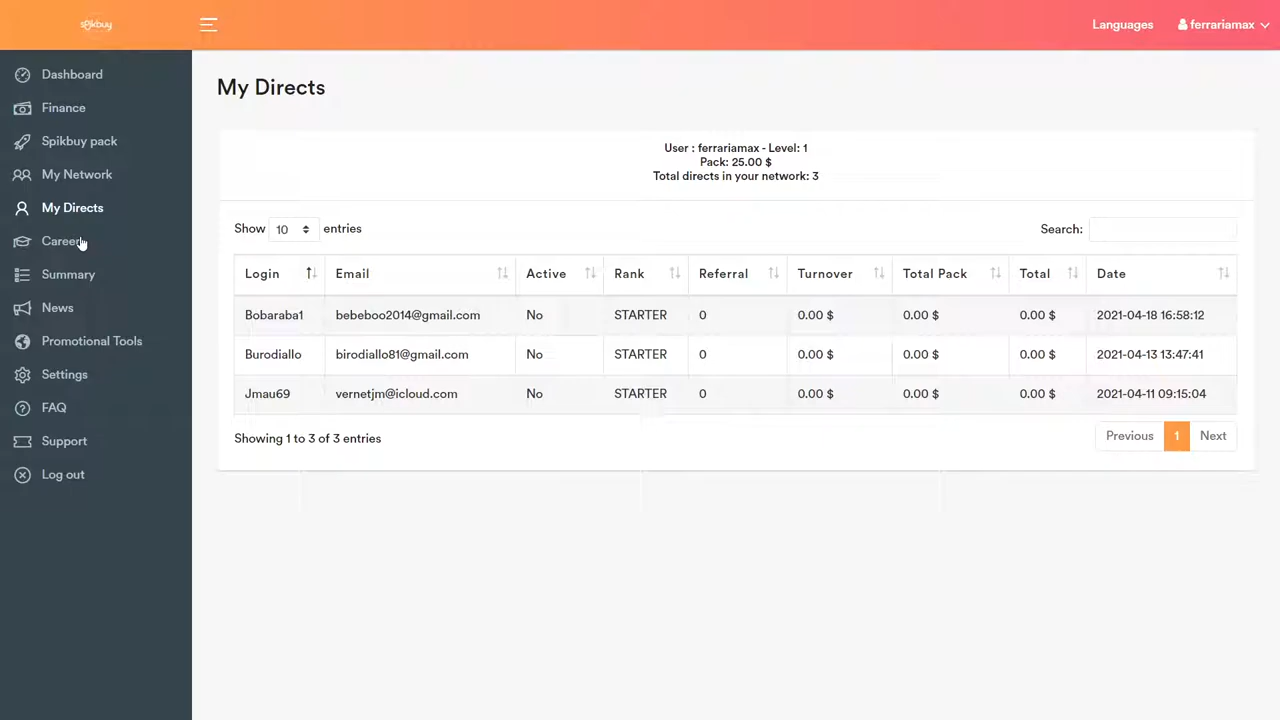 spikbuy
Languages
ferrariamax
Dashboard
Finance
Spikbuy pack
My Network
My Directs
Career
Summary
News
Promotional Tools
Settings
FAQ
Support
Log out
My Directs
User : ferrariamax - Level: 1
Pack: 25.00 $
Total directs in your network: 3
Show 10 entries
Search:
Login Email Active Rank Referral Turnover Total Pack Total Date
Bobaraba1 bebeboo2014@gmail.com No STARTER 0 0.00 $ 0.00 $ 0.00 $ 2021-04-18 16:58:12
Burodiallo birodiallo81@gmail.com No STARTER 0 0.00 $ 0.00 $ 0.00 $ 2021-04-13 13:47:41
Jmau69 vernetjm@icloud.com No STARTER 0 0.00 $ 0.00 $ 0.00 $ 2021-04-11 09:15:04
Showing 1 to 3 of 3 entries
Previous 1 Next